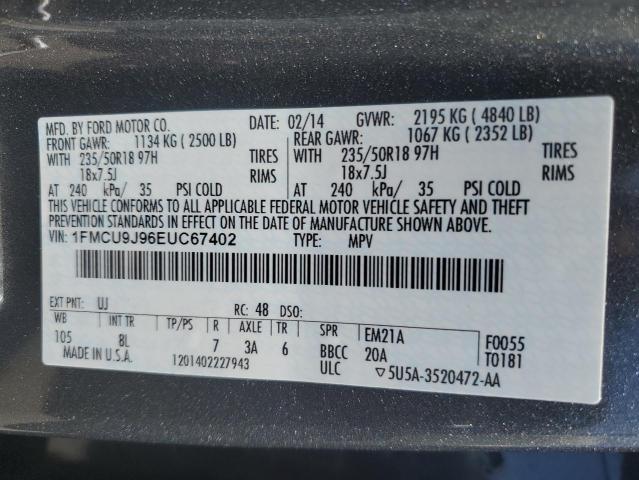 MFD. BY FORD MOTOR CO.
DATE: 02/14 GVWR: 2195 KG ( 4840 LB)
FRONT GAWR: 1134 KG ( 2500 LB) REAR GAWR: 1067 KG ( 2352 LB)
WITH 235/50R18 97H TIRES WITH 235/50R18 97H TIRES
18x7.5J RIMS 18x7.5J RIMS
AT 240 kPa/ 35 PSI COLD AT 240 kPa/ 35 PSI COLD
THIS VEHICLE CONFORMS TO ALL APPLICABLE FEDERAL MOTOR VEHICLE SAFETY AND THEFT
PREVENTION STANDARDS IN EFFECT ON THE DATE OF MANUFACTURE SHOWN ABOVE.
VIN: 1FMCU9J96EUC67402 TYPE: MPV
EXT PNT: UJ RC: 48 DSO:
WB INT TR TP/PS R AXLE TR SPR EM21A F0055
105 8L 7 3A 6 BBCC 20A T0181
MADE IN U.S.A. 1201402227943 ULC ▽5U5A-3520472-AA